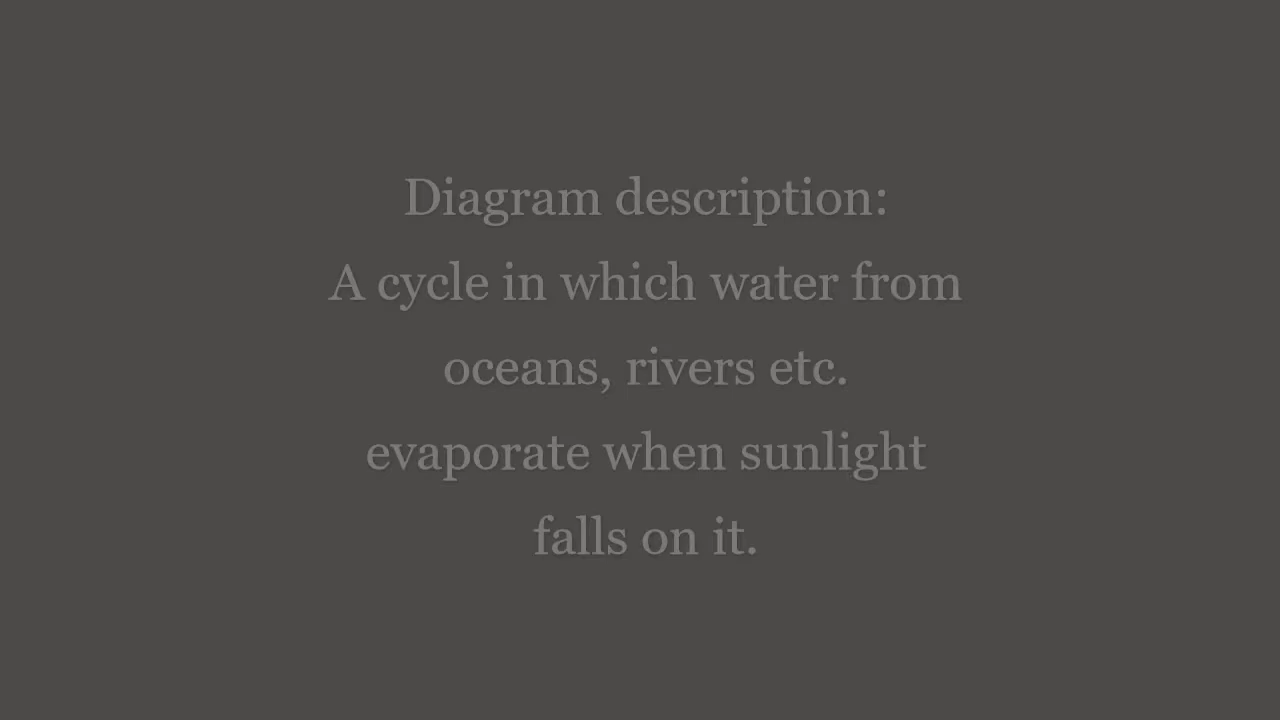 Diagram description:
A cycle in which water from
oceans, rivers etc.
evaporate when sunlight
falls on it.